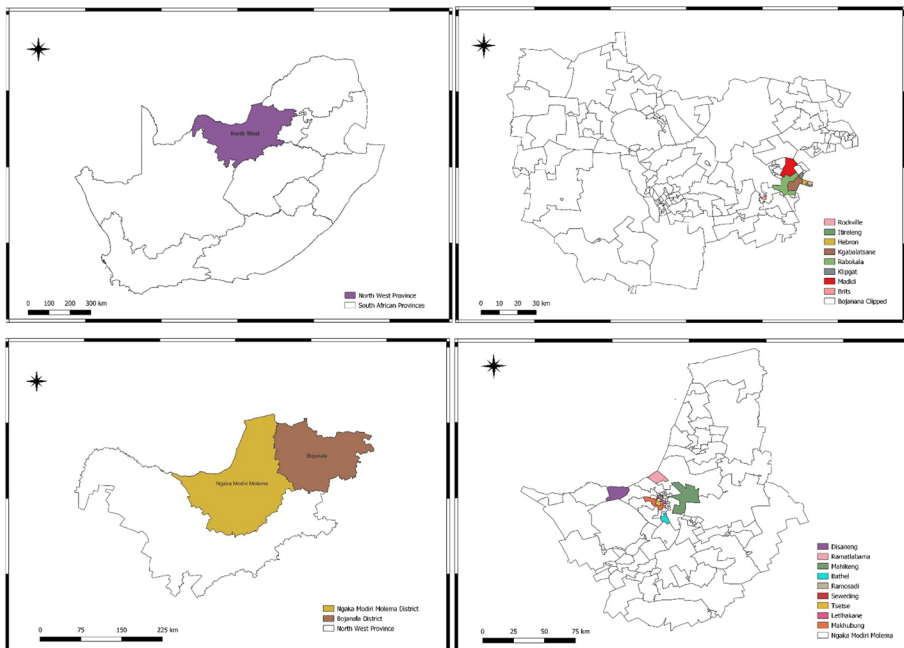 North West
North West Province
South African Provinces
0 100 200 300 km
Rockville
Itireleng
Hebron
Kgabalatsane
Rabokala
Klipgat
Madidi
Brits
Bojanana Clipped
0 10 20 30 km
Bojanala
Ngaka Modiri Molema
Ngaka Modiri Molema District
Bojanala District
North West Province
0 75 150 225 km
Disaneng
Ramatlabama
Mahikeng
Bathel
Ramosadi
Seweding
Tsetse
Letlhakane
Makhubung
Ngaka Modiri Molema
0 25 50 75 km